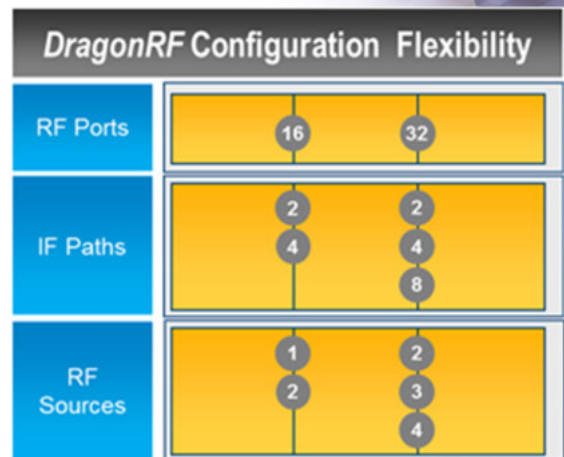 DragonRF Configuration Flexibility
RF Ports
16 32
IF Paths
2 2
4 4
8
RF
Sources
1 2
2 3
4